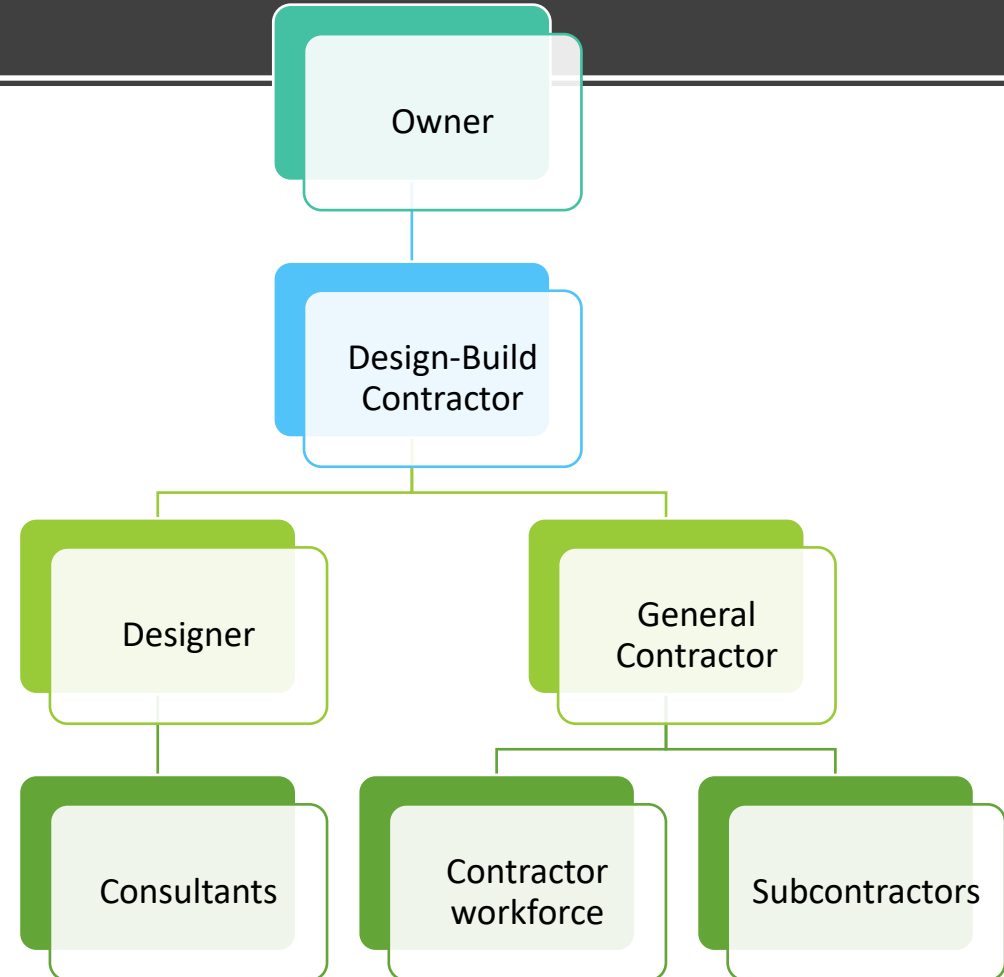 Owner
Design-Build
Contractor
Designer
General
Contractor
Consultants
Contractor
workforce
Subcontractors